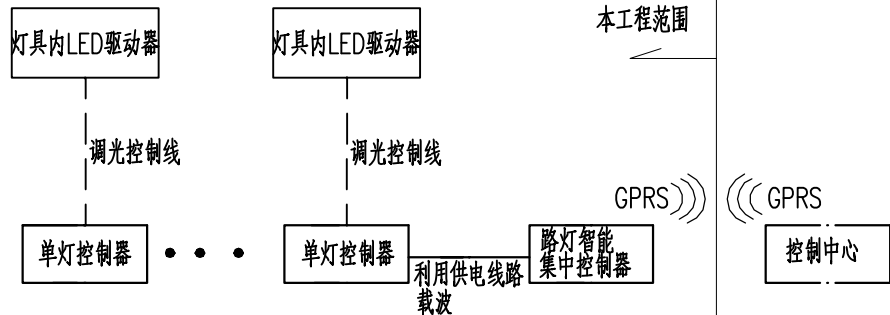 本工程范围
灯具内LED驱动器
灯具内LED驱动器
调光控制线
调光控制线
GPRS
GPRS
单灯控制器
单灯控制器
利用供电线路
载波
路灯智能
集中控制器
控制中心